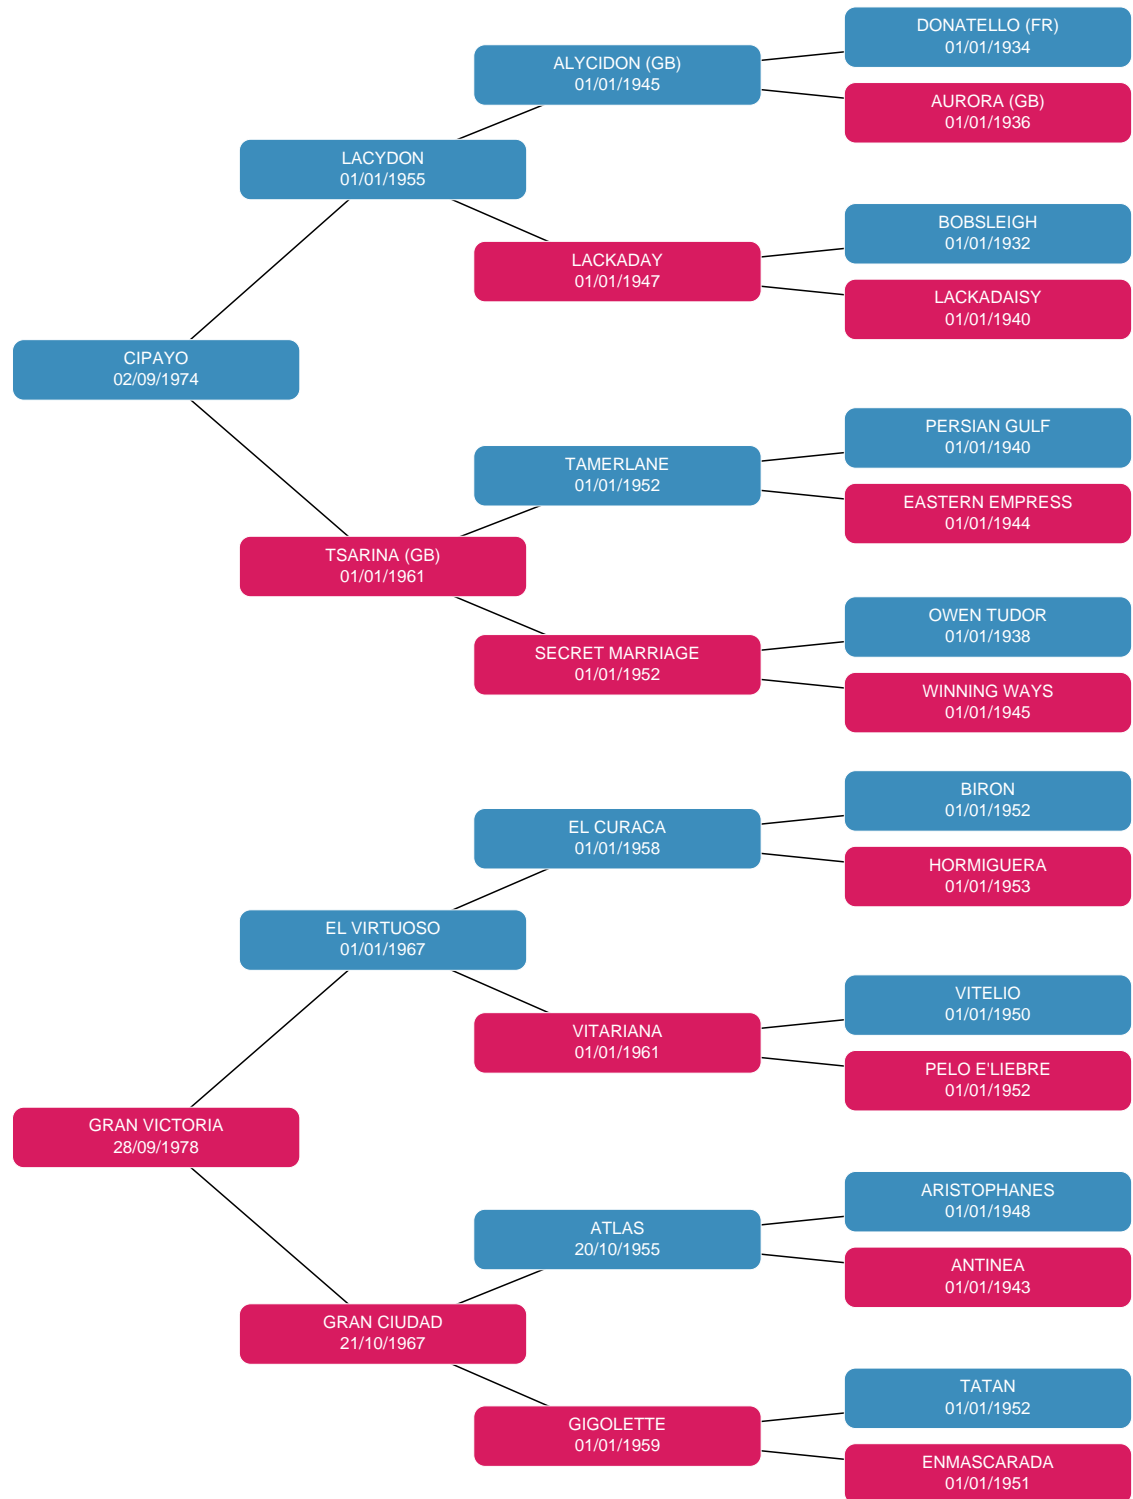 DONATELLO (FR)
01/01/1934
ALYCIDON (GB)
01/01/1945
AURORA (GB)
01/01/1936
LACYDON
01/01/1955
BOBSLEIGH
01/01/1932
LACKADAY
01/01/1947
LACKADAISY
01/01/1940
CIPAYO
02/09/1974
PERSIAN GULF
01/01/1940
TAMERLANE
01/01/1952
EASTERN EMPRESS
01/01/1944
TSARINA (GB)
01/01/1961
OWEN TUDOR
01/01/1938
SECRET MARRIAGE
01/01/1952
WINNING WAYS
01/01/1945
BIRON
01/01/1952
EL CURACA
01/01/1958
HORMIGUERA
01/01/1953
EL VIRTUOSO
01/01/1967
VITELIO
01/01/1950
VITARIANA
01/01/1961
PELO E'LIEBRE
01/01/1952
GRAN VICTORIA
28/09/1978
ARISTOPHANES
01/01/1948
ATLAS
20/10/1955
ANTINEA
01/01/1943
GRAN CIUDAD
21/10/1967
TATAN
01/01/1952
GIGOLETTE
01/01/1959
ENMASCARADA
01/01/1951